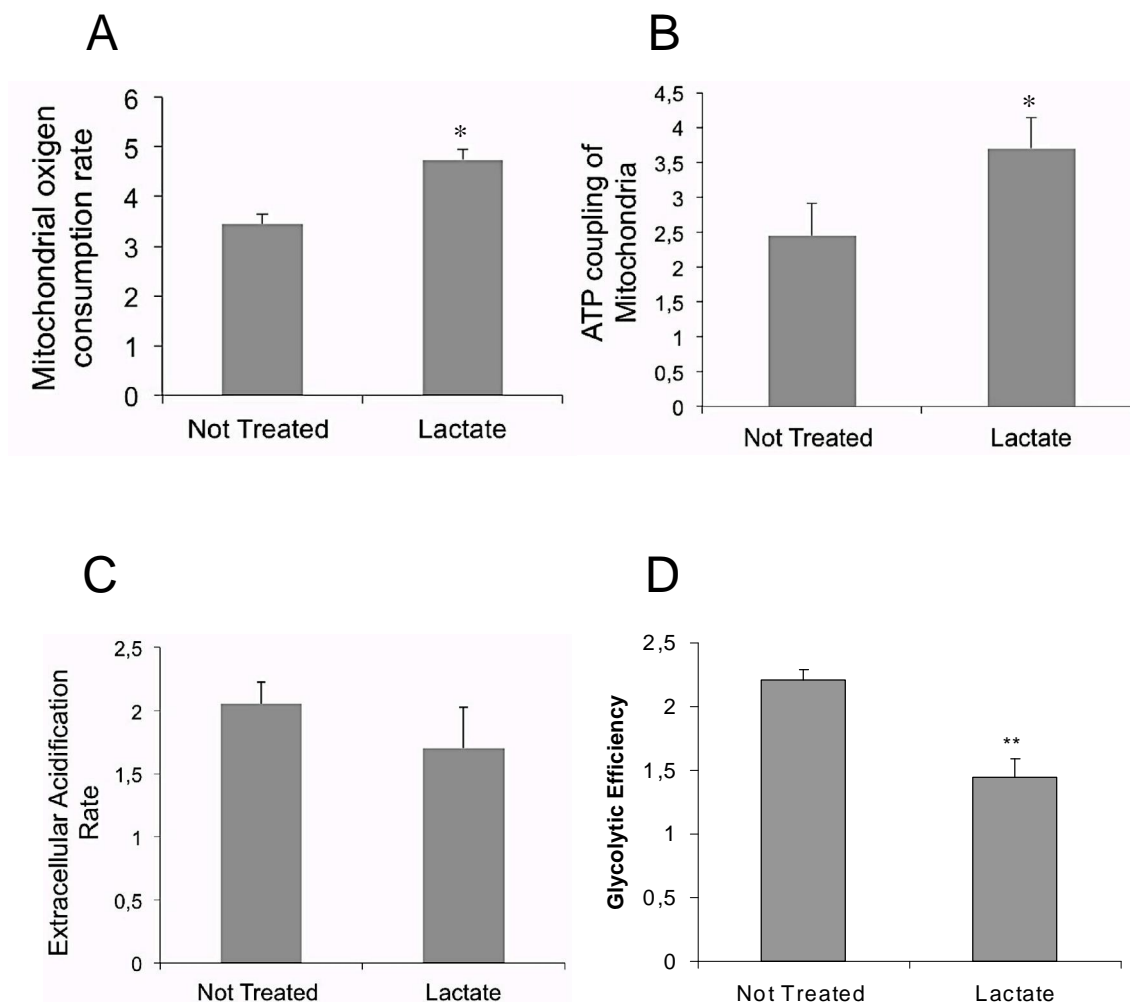 A
Mitochondrial oxigen
consumption rate
6
5
4
3
2
1
0
*
Not Treated
Lactate
B
ATP coupling of
Mitochondria
4,5
4
3,5
3
2,5
2
1,5
1
0,5
0
*
Not Treated
Lactate
C
Extracellular Acidification
Rate
2,5
2
1,5
1
0,5
0
Not Treated
Lactate
D
Glycolytic Efficiency
2,5
2
1,5
1
0,5
0
**
Not Treated
Lactate